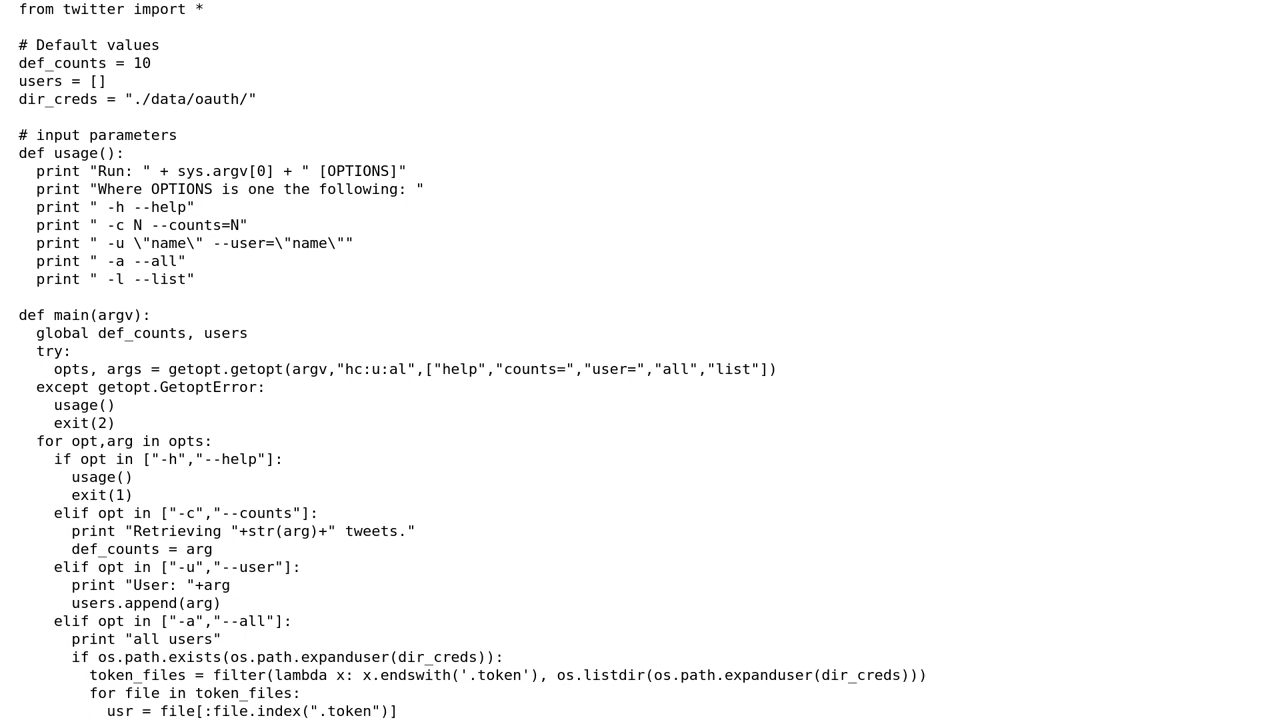 from twitter import *

# Default values
def_counts = 10
users = []
dir_creds = "./data/oauth/"

# input parameters
def usage():
  print "Run: " + sys.argv[0] + " [OPTIONS]"
  print "Where OPTIONS is one the following: "
  print " -h --help"
  print " -c N --counts=N"
  print " -u \"name\" --user=\"name\""
  print " -a --all"
  print " -l --list"

def main(argv):
  global def_counts, users
  try:
    opts, args = getopt.getopt(argv,"hc:u:al",["help","counts=","user=","all","list"])
  except getopt.GetoptError:
    usage()
    exit(2)
  for opt,arg in opts:
    if opt in ["-h","--help"]:
      usage()
      exit(1)
    elif opt in ["-c","--counts"]:
      print "Retrieving "+str(arg)+" tweets."
      def_counts = arg
    elif opt in ["-u","--user"]:
      print "User: "+arg
      users.append(arg)
    elif opt in ["-a","--all"]:
      print "all users"
      if os.path.exists(os.path.expanduser(dir_creds)):
        token_files = filter(lambda x: x.endswith('.token'), os.listdir(os.path.expanduser(dir_creds)))
        for file in token_files:
          usr = file[:file.index(".token")]